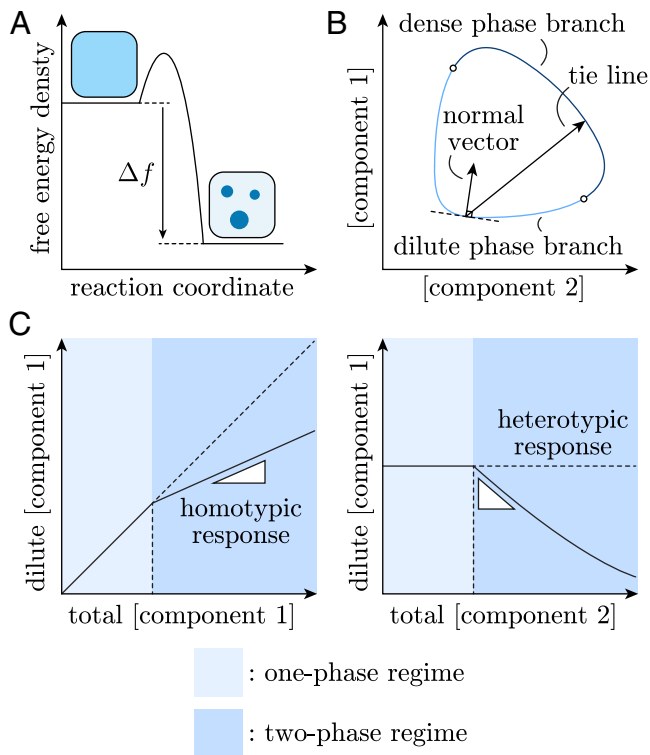 A
free energy
densty
Δf
reaction coordinate
B
dense phase branch
tie line
normal
vector
[component 1]
dilute phase branch
[component 2]
C
dilute [component 1]
homotypic
response
total [component 1]
dilute [component 1]
heterotypic
response
total [component 2]
: one-phase regime
: two-phase regime